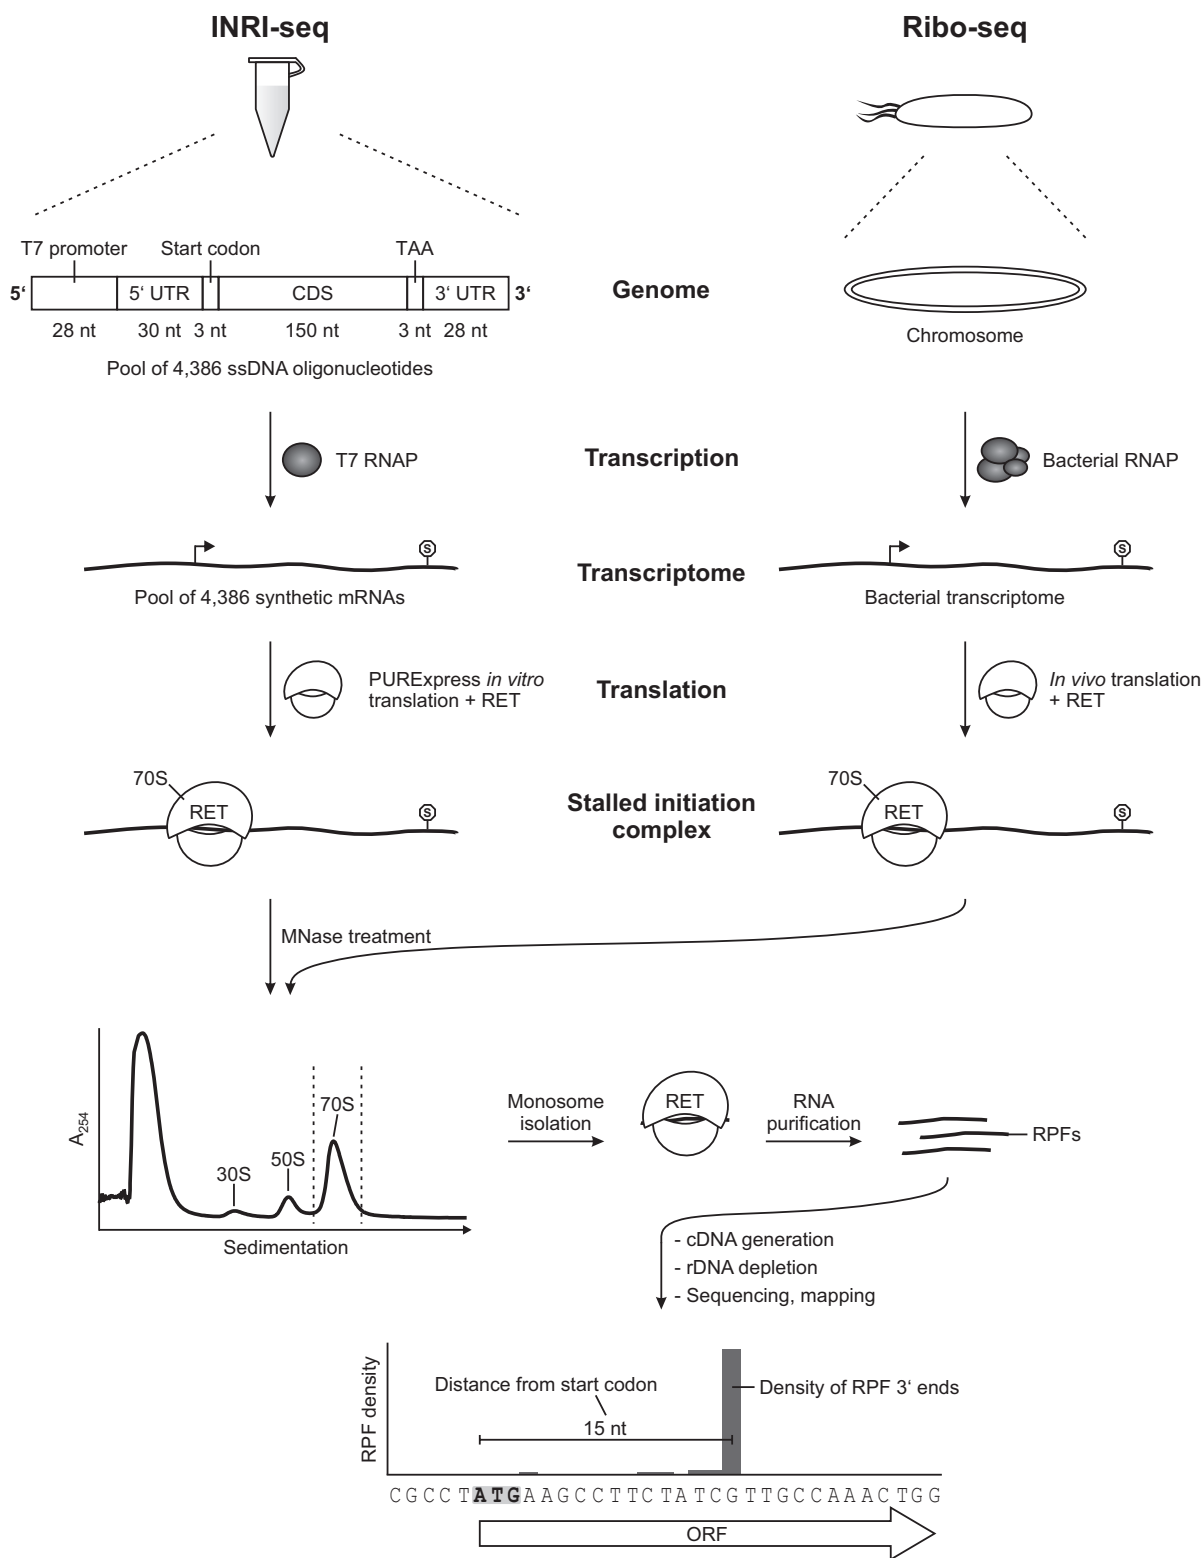 INRI-seq
Ribo-seq
T7 promoter
Start codon
TAA
5‘
5‘ UTR
CDS
3‘ UTR
3‘
28 nt
30 nt
3 nt
150 nt
3 nt
28 nt
Pool of 4,386 ssDNA oligonucleotides
Genome
Chromosome
T7 RNAP
Transcription
Bacterial RNAP
S
S
Pool of 4,386 synthetic mRNAs
Transcriptome
Bacterial transcriptome
PURExpress in vitro
translation + RET
Translation
In vivo translation
+ RET
70S
RET
S
Stalled initiation
complex
70S
RET
S
MNase treatment
A254
30S
50S
70S
Sedimentation
Monosome
isolation
RET
RNA
purification
RPFs
- cDNA generation
- rDNA depletion
- Sequencing, mapping
RPF density
Distance from start codon
15 nt
Density of RPF 3‘ ends
CGCCTATGAAGCCTTCTATCGTTGCCAAACTGG
ORF